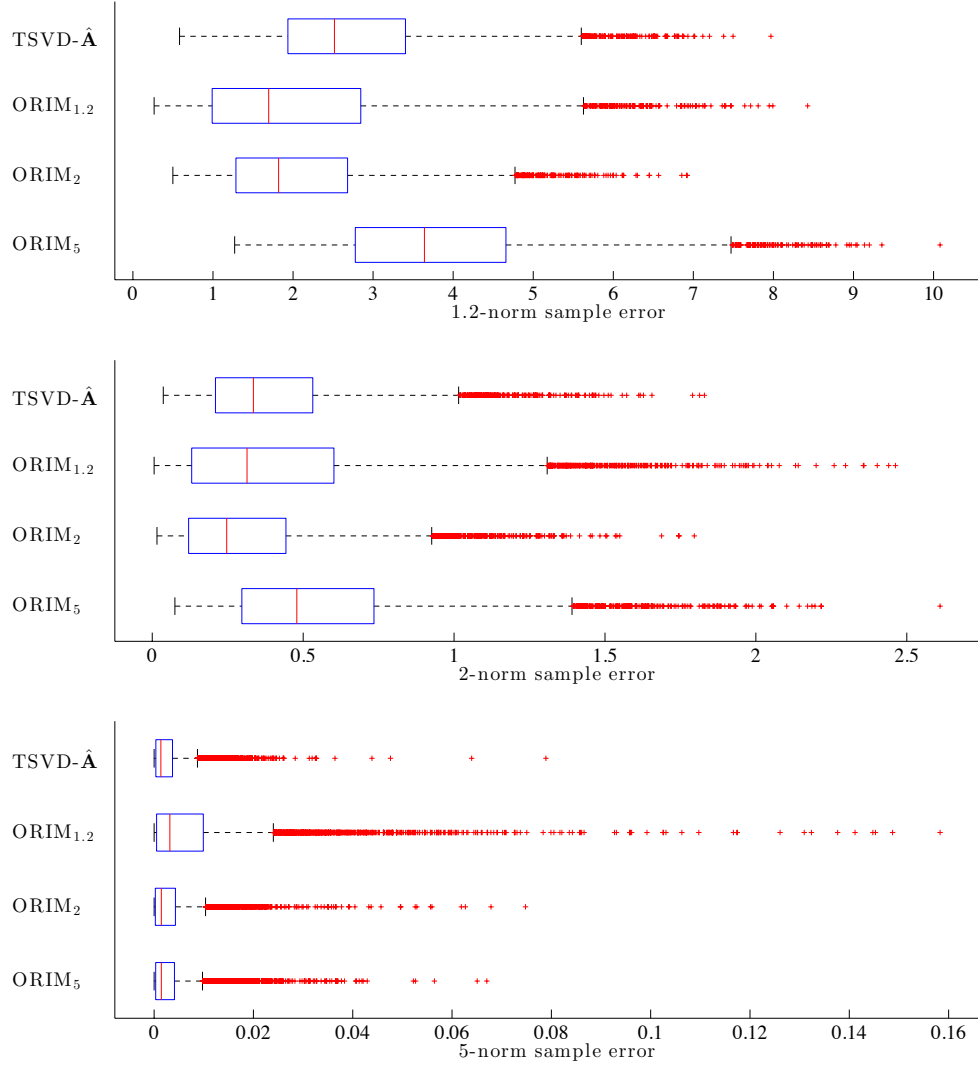 TSVD-Â
ORIM₁.₂
ORIM₂
ORIM₅
0 1 2 3 4 5 6 7 8 9 10
1.2-norm sample error
TSVD-Â
ORIM₁.₂
ORIM₂
ORIM₅
0 0.5 1 1.5 2 2.5
2-norm sample error
TSVD-Â
ORIM₁.₂
ORIM₂
ORIM₅
0 0.02 0.04 0.06 0.08 0.1 0.12 0.14 0.16
5-norm sample error